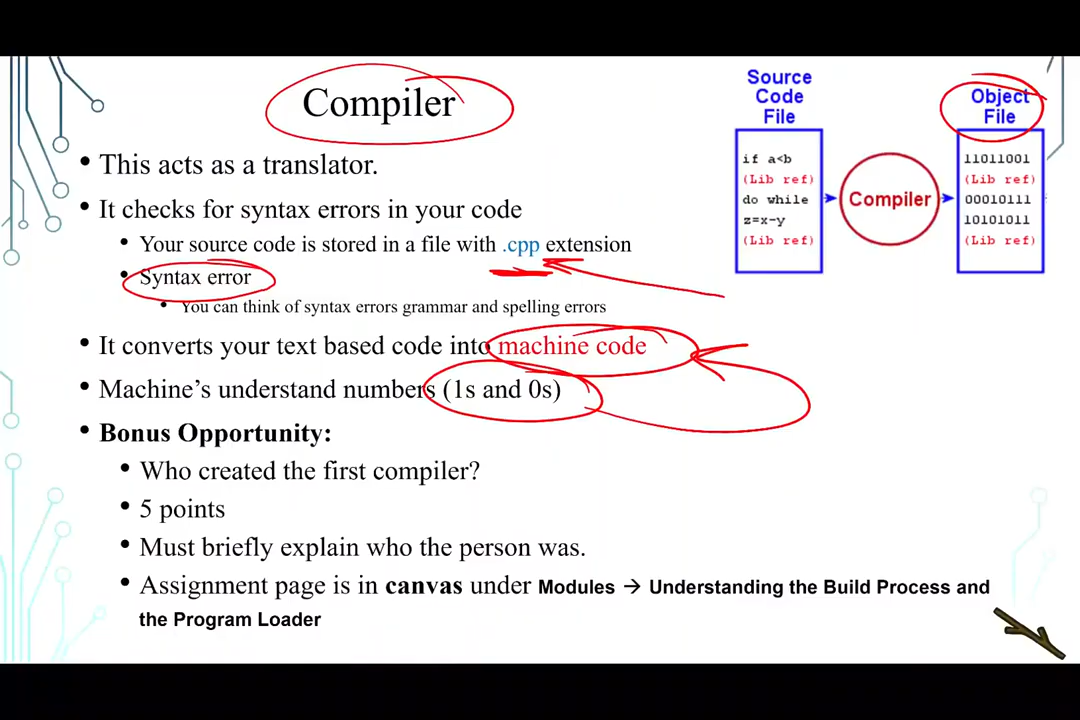 Compiler
• This acts as a translator.
• It checks for syntax errors in your code
• Your source code is stored in a file with .cpp extension
• Syntax error
• You can think of syntax errors grammar and spelling errors
• It converts your text based code into machine code
• Machine's understand numbers (1s and 0s)
• Bonus Opportunity:
• Who created the first compiler?
• 5 points
• Must briefly explain who the person was.
• Assignment page is in canvas under Modules → Understanding the Build Process and
the Program Loader
Source
Code
File
if a<b
(Lib ref)
do while
z=x-y
(Lib ref)
Compiler
Object
File
11011001
(Lib ref)
00010111
10101011
(Lib ref)